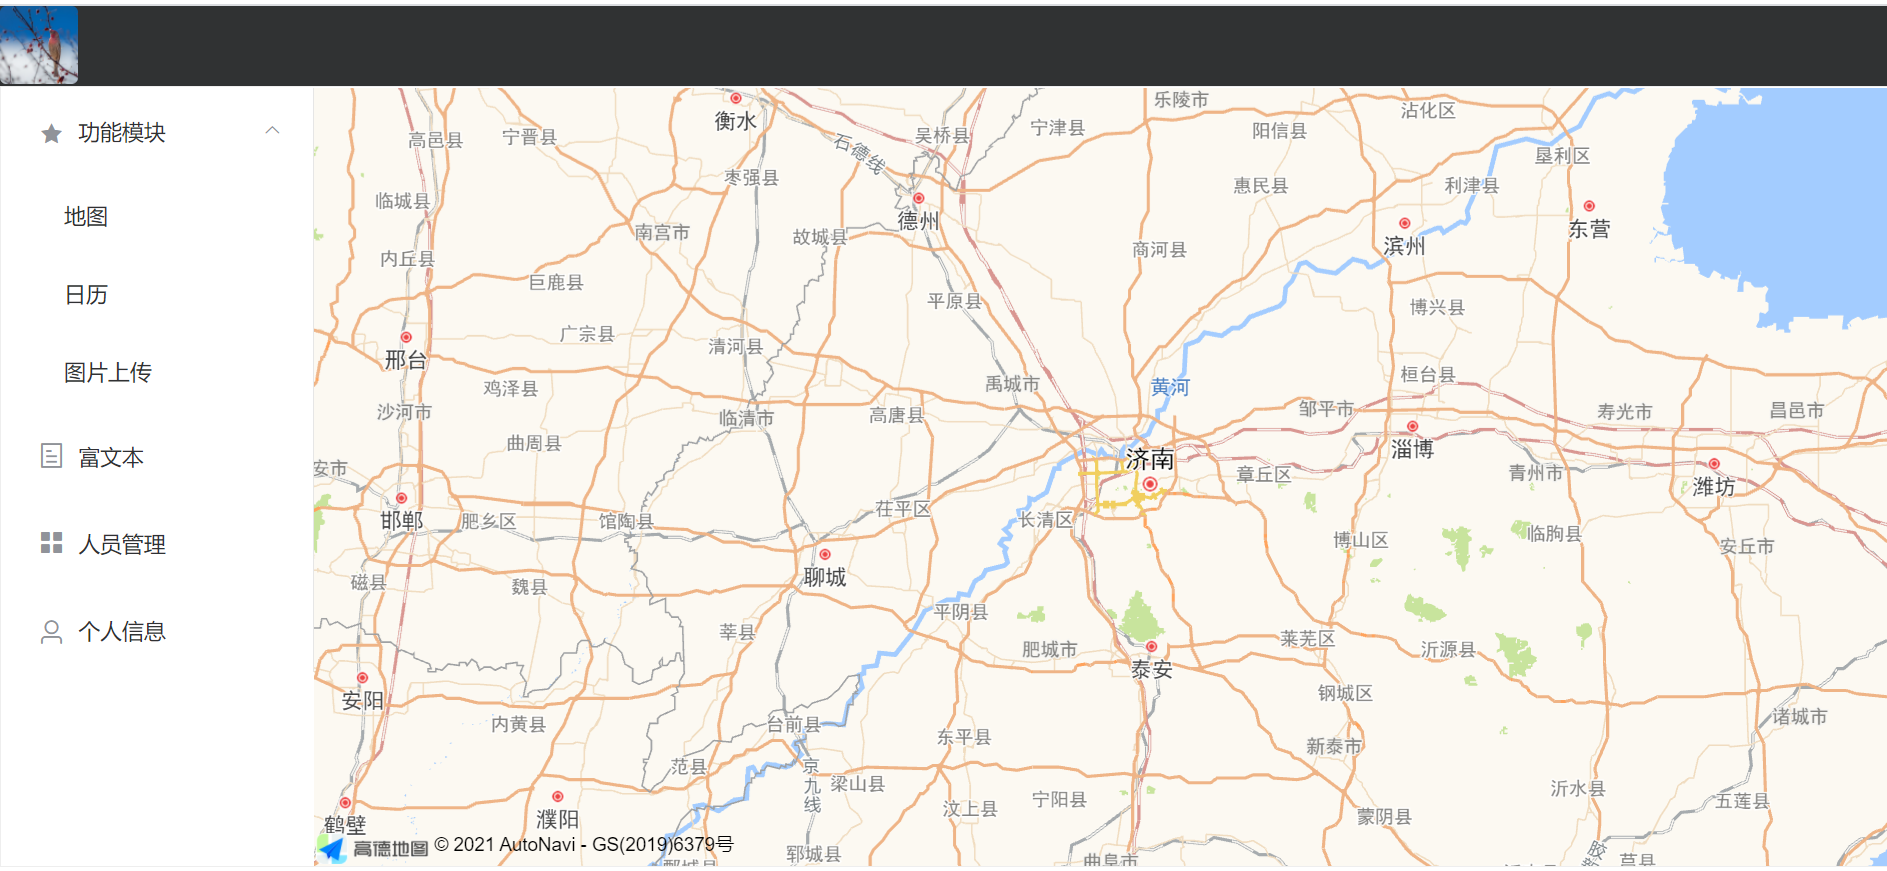 功能模块
地图
日历
图片上传
富文本
人员管理
个人信息
衡水
乐陵市
沾化区
高邑县
宁晋县
石德线
吴桥县
宁津县
阳信县
垦利区
枣强县
惠民县
利津县
临城县
德州
东营
南宫市
故城县
商河县
滨州
内丘县
巨鹿县
平原县
博兴县
广宗县
清河县
邢台
鸡泽县
禹城市
黄河
桓台县
沙河市
临清市
高唐县
邹平市
寿光市
昌邑市
曲周县
济南
淄博
安市
章丘区
青州市
潍坊
邯郸
肥乡区
馆陶县
茌平区
长清区
博山区
临朐县
安丘市
磁县
魏县
聊城
平阴县
莘县
肥城市
泰安
莱芜区
沂源县
安阳
钢城区
内黄县
台前县
东平县
新泰市
诸城市
范县
京九线
梁山县
汶上县
宁阳县
沂水县
五莲县
鹤壁
濮阳
蒙阴县
高德地图 © 2021 AutoNavi - GS(2019)6379号
郓城县
曲阜市
莒县